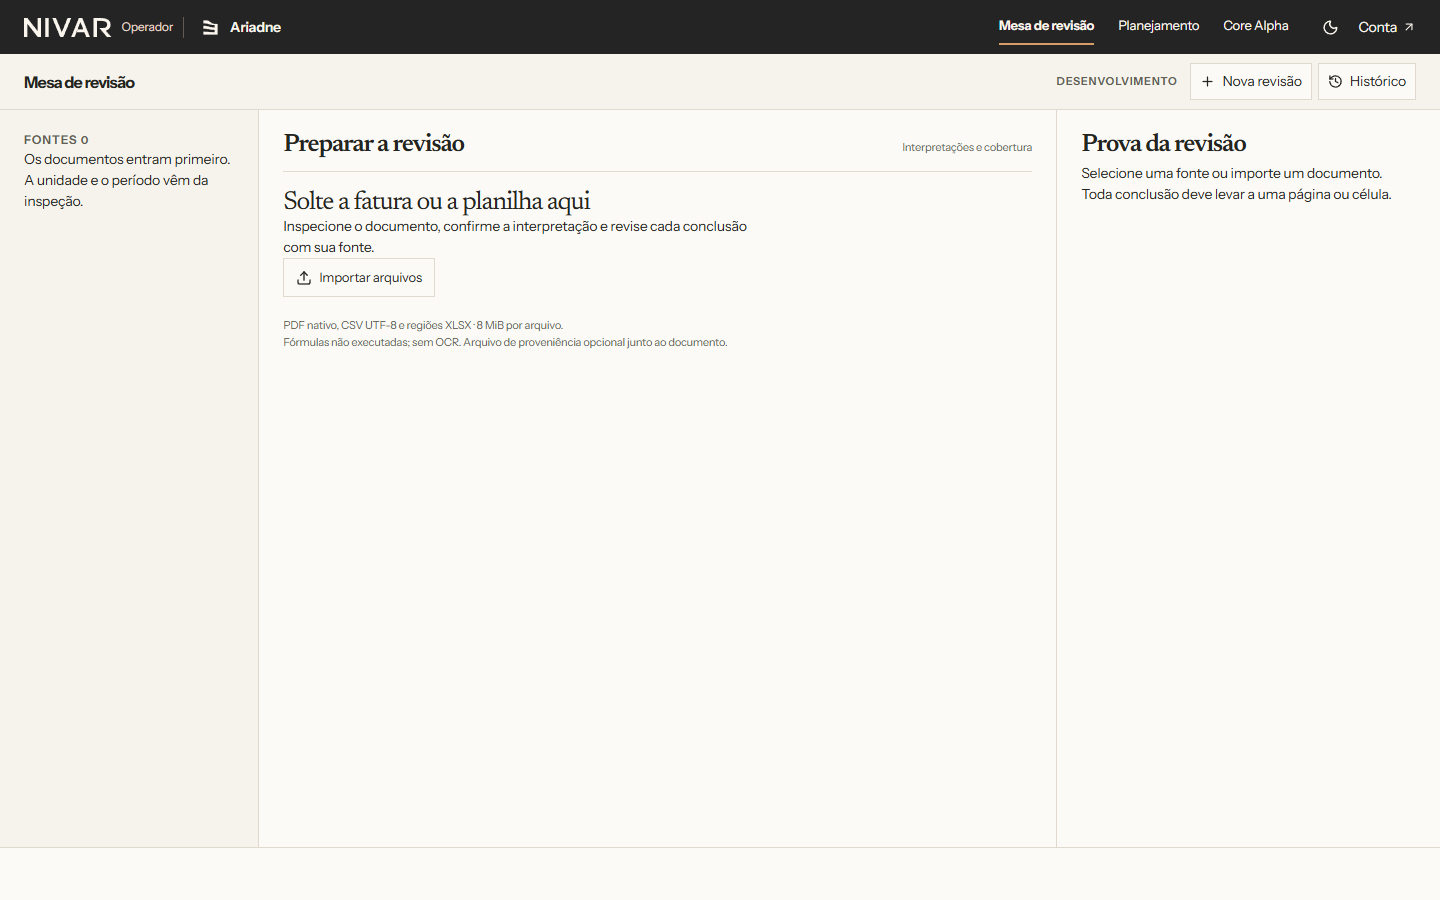 NIVAR Operador Ariadne Mesa de revisão Planejamento Core Alpha Conta
Mesa de revisão DESENVOLVIMENTO Nova revisão Histórico
FONTES 0
Os documentos entram primeiro.
A unidade e o período vêm da
inspeção.
Preparar a revisão
Interpretações e cobertura
Solte a fatura ou a planilha aqui
Inspecione o documento, confirme a interpretação e revise cada conclusão
com sua fonte.
Importar arquivos
PDF nativo, CSV UTF-8 e regiões XLSX · 8 MiB por arquivo.
Fórmulas não executadas; sem OCR. Arquivo de proveniência opcional junto ao documento.
Prova da revisão
Selecione uma fonte ou importe um documento.
Toda conclusão deve levar a uma página ou célula.